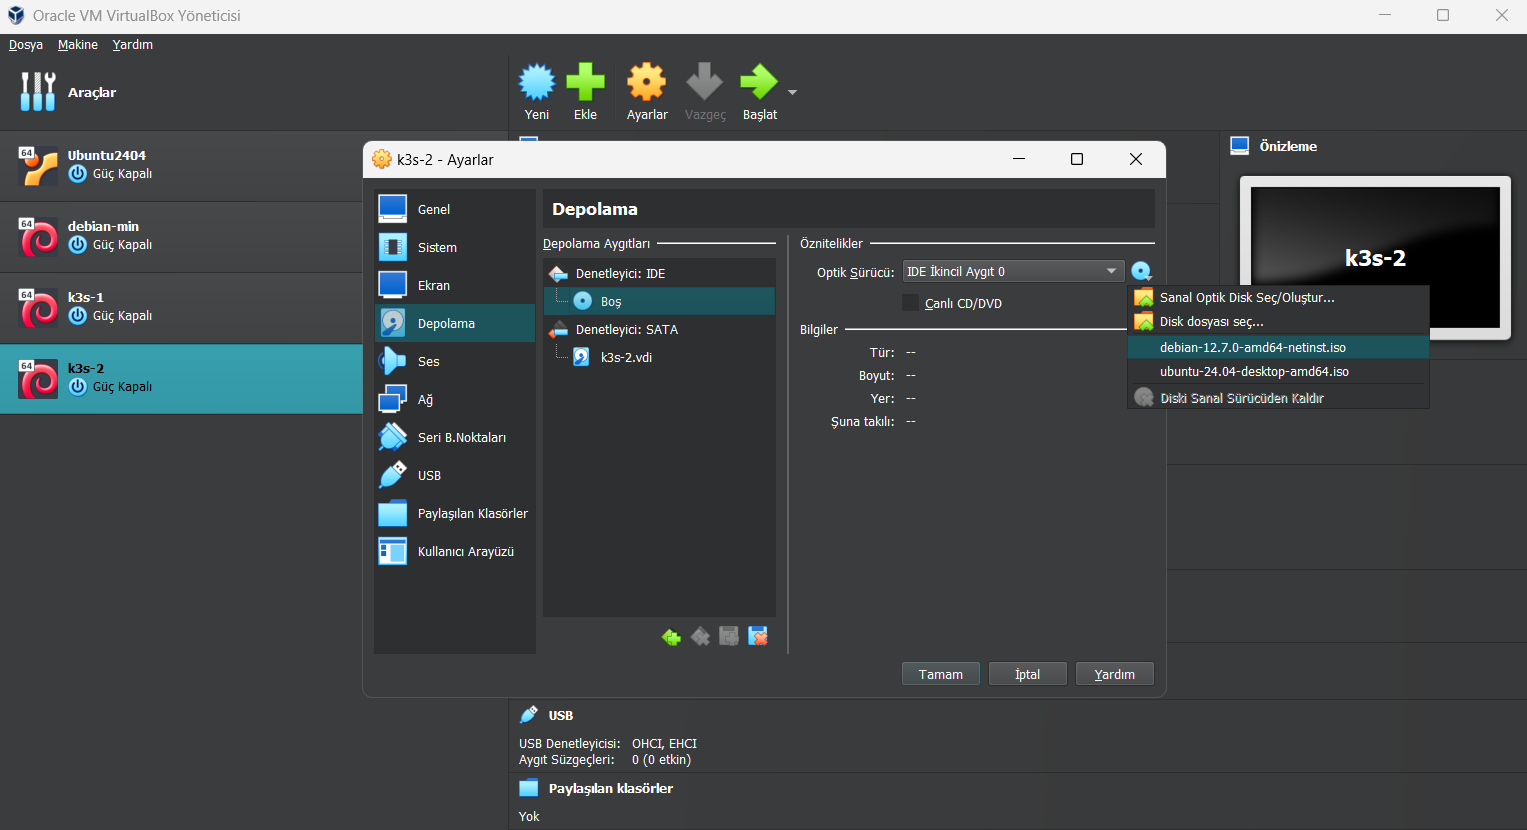 Oracle VM VirtualBox Yöneticisi
Dosya Makine Yardım
Araçlar
Yeni Ekle Ayarlar Vazgeç Başlat
64 Ubuntu2404
Güç Kapalı
64 debian-min
Güç Kapalı
64 k3s-1
Güç Kapalı
64 k3s-2
Güç Kapalı
k3s-2 - Ayarlar
Genel
Sistem
Ekran
Depolama
Ses
Ağ
Seri B.Noktaları
USB
Paylaşılan Klasörler
Kullanıcı Arayüzü
Depolama
Depolama Aygıtları
Denetleyici: IDE
Boş
Denetleyici: SATA
k3s-2.vdi
Öznitelikler
Optik Sürücü: IDE İkincil Aygıt 0
Canlı CD/DVD
Bilgiler
Tür: --
Boyut: --
Yer: --
Şuna takılı: --
Sanal Optik Disk Seç/Oluştur...
Disk dosyası seç...
debian-12.7.0-amd64-netinst.iso
ubuntu-24.04-desktop-amd64.iso
Diski Sanal Sürücüden Kaldır
Tamam İptal Yardım
Önizleme
k3s-2
USB
USB Denetleyicisi: OHCI, EHCI
Aygıt Süzgeçleri: 0 (0 etkin)
Paylaşılan klasörler
Yok